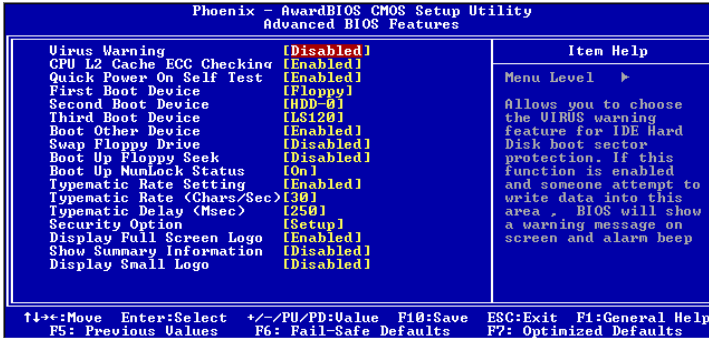 Phoenix - AwardBIOS CMOS Setup Utility
Advanced BIOS Features
Virus Warning [Disabled]
CPU L2 Cache ECC Checking [Enabled]
Quick Power On Self Test [Enabled]
First Boot Device [Floppy]
Second Boot Device [HDD-0]
Third Boot Device [LS120]
Boot Other Device [Enabled]
Swap Floppy Drive [Disabled]
Boot Up Floppy Seek [Disabled]
Boot Up NumLock Status [On]
Typematic Rate Setting [Enabled]
Typematic Rate (Chars/Sec)[30]
Typematic Delay (Msec) [250]
Security Option [Setup]
Display Full Screen Logo [Enabled]
Show Summary Information [Disabled]
Display Small Logo [Disabled]
Item Help
Menu Level ▶
Allows you to choose
the VIRUS warning
feature for IDE Hard
Disk boot sector
protection. If this
function is enabled
and someone attempt to
write data into this
area , BIOS will show
a warning message on
screen and alarm beep
↑↓→←:Move Enter:Select +/-/PU/PD:Value F10:Save ESC:Exit F1:General Help
F5: Previous Values F6: Fail-Safe Defaults F7: Optimized Defaults